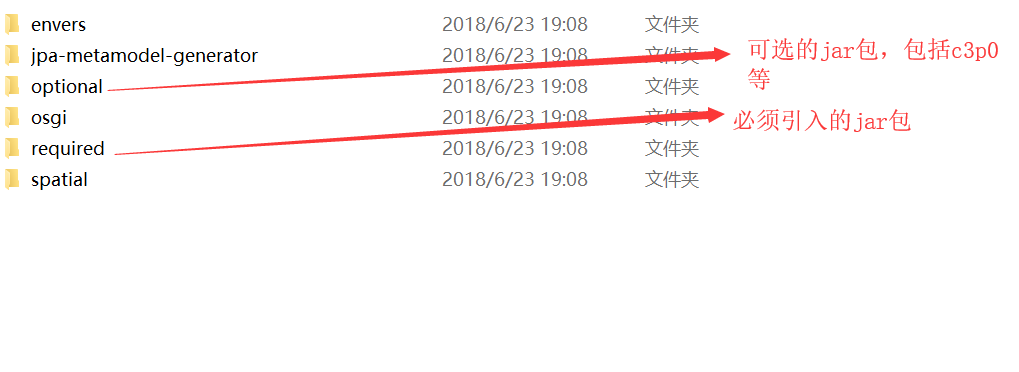 envers 2018/6/23 19:08 文件夹
jpa-metamodel-generator 2018/6/23 19:08 文件夹
optional 2018/6/23 19:08 文件夹
osgi 2018/6/23 19:08 文件夹
required 2018/6/23 19:08 文件夹
spatial 2018/6/23 19:08 文件夹
可选的jar包，包括c3p0
等
必须引入的jar包